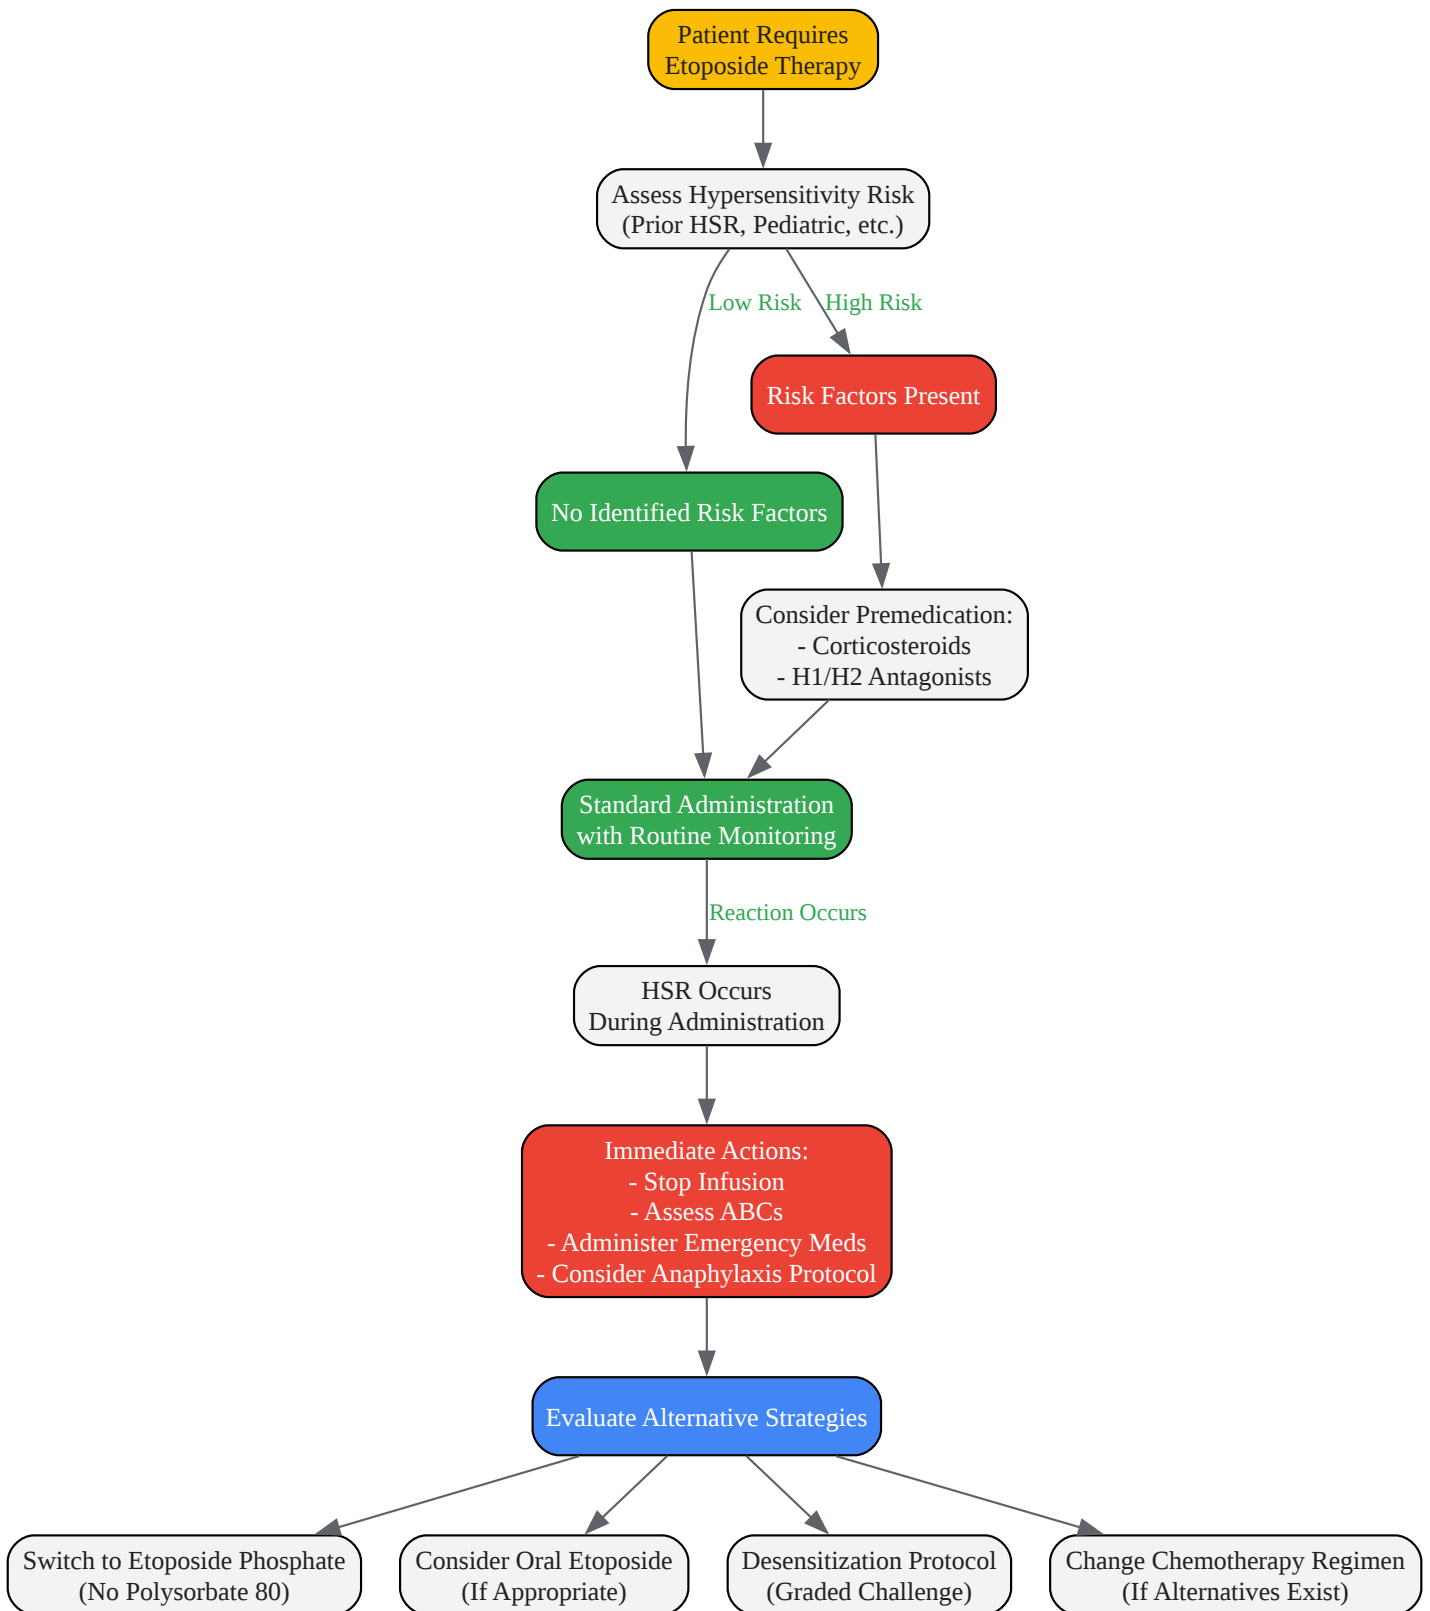 Patient Requires
Etoposide Therapy
Assess Hypersensitivity Risk
(Prior HSR, Pediatric, etc.)
Low Risk
High Risk
Risk Factors Present
No Identified Risk Factors
Consider Premedication:
- Corticosteroids
- H1/H2 Antagonists
Standard Administration
with Routine Monitoring
Reaction Occurs
HSR Occurs
During Administration
Immediate Actions:
- Stop Infusion
- Assess ABCs
- Administer Emergency Meds
- Consider Anaphylaxis Protocol
Evaluate Alternative Strategies
Switch to Etoposide Phosphate
(No Polysorbate 80)
Consider Oral Etoposide
(If Appropriate)
Desensitization Protocol
(Graded Challenge)
Change Chemotherapy Regimen
(If Alternatives Exist)